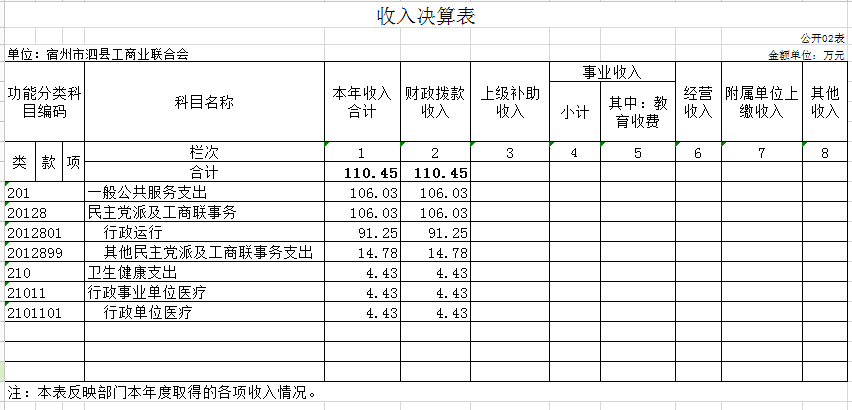 收入决算表
公开02表
单位：宿州市泗县工商业联合会 金额单位：万元
功能分类科目编码 科目名称 本年收入合计 财政拨款收入 上级补助收入 事业收入 经营收入 附属单位上缴收入 其他收入
小计 其中：教育收费
类 款 项 栏次 1 2 3 4 5 6 7 8
合计 110.45 110.45
201 一般公共服务支出 106.03 106.03
20128 民主党派及工商联事务 106.03 106.03
2012801 行政运行 91.25 91.25
2012899 其他民主党派及工商联事务支出 14.78 14.78
210 卫生健康支出 4.43 4.43
21011 行政事业单位医疗 4.43 4.43
2101101 行政单位医疗 4.43 4.43
注：本表反映部门本年度取得的各项收入情况。